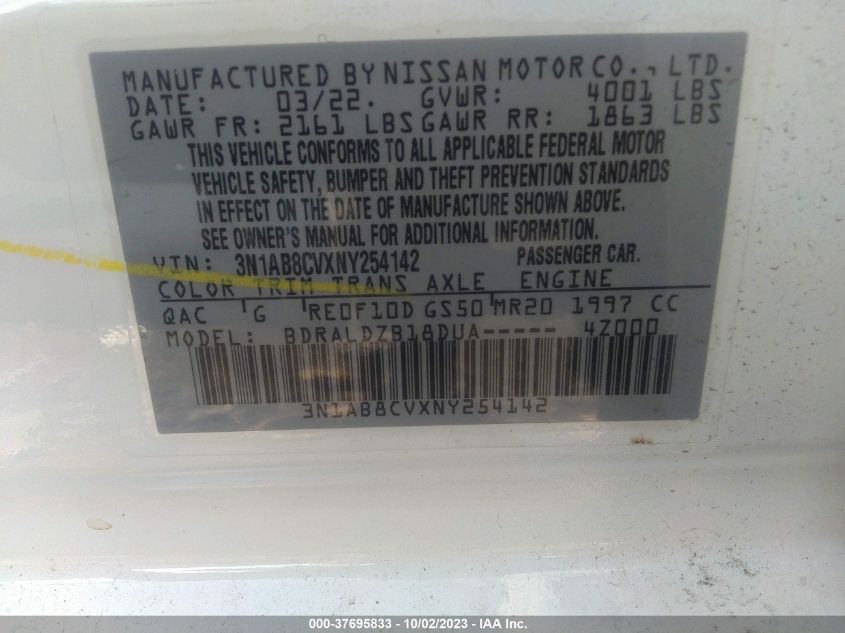 MANUFACTURED BY NISSAN MOTOR CO., LTD.
DATE: 03/22. GVWR: 4001 LBS
GAWR FR: 2161 LBS GAWR RR: 1863 LBS
THIS VEHICLE CONFORMS TO ALL APPLICABLE FEDERAL MOTOR
VEHICLE SAFETY, BUMPER AND THEFT PREVENTION STANDARDS
IN EFFECT ON THE DATE OF MANUFACTURE SHOWN ABOVE.
SEE OWNER'S MANUAL FOR ADDITIONAL INFORMATION.
VIN: 3N1AB8CVXNY254142 PASSENGER CAR.
COLOR TRIM TRANS AXLE ENGINE
QAC G RE0F10D GS50 MR20 1997 CC
MODEL: BDRALDZB18DUA----- 4Z000
3N1AB8CVXNY254142
000-37695833 - 10/02/2023 - IAA Inc.